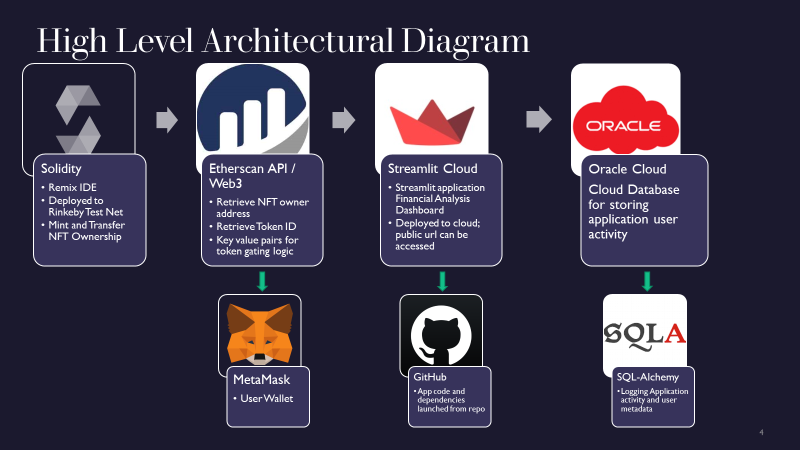 High Level Architectural Diagram
ORACLE
Solidity
• Remix IDE
• Deployed to
Rinkeby Test Net
• Mint and Transfer
NFT Ownership
Etherscan API /
Web3
• Retrieve NFT owner
address
• Retrieve Token ID
• Key value pairs for
token gating logic
Streamlit Cloud
• Streamlit application
Financial Analysis
Dashboard
• Deployed to cloud;
public url can be
accessed
Oracle Cloud
Cloud Database
for storing
application user
activity
MetaMask
• User Wallet
GitHub
• App code and
dependencies
launched from repo
SQLA
SQL-Alchemy
• Logging Application
activity and user
metadata
4